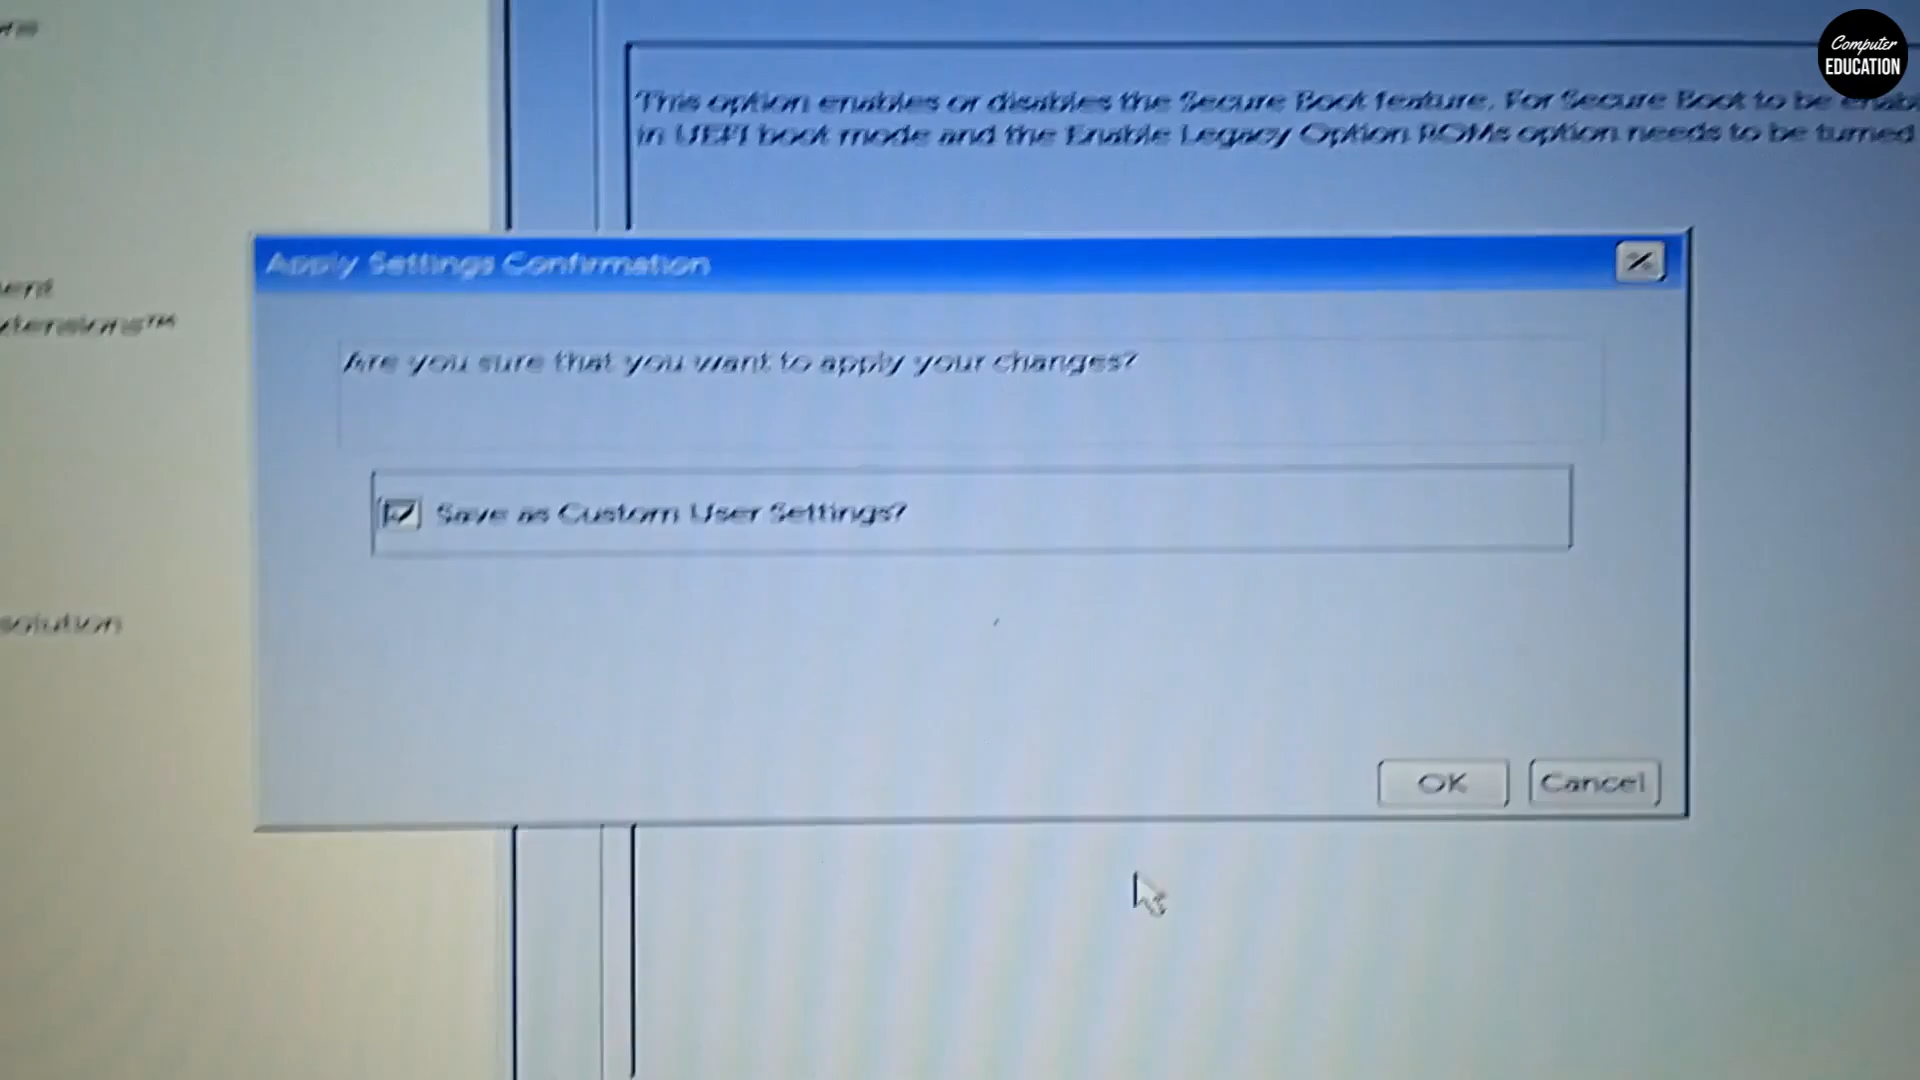 Computer
EDUCATION
This option enables or disables the Secure Boot feature. For Secure Boot to be
in UEFI boot mode and the Enable Legacy Option ROMs option needs to be turned
Apply Settings Confirmation
Are you sure that you want to apply your changes?
Save as Custom User Settings?
OK
Cancel